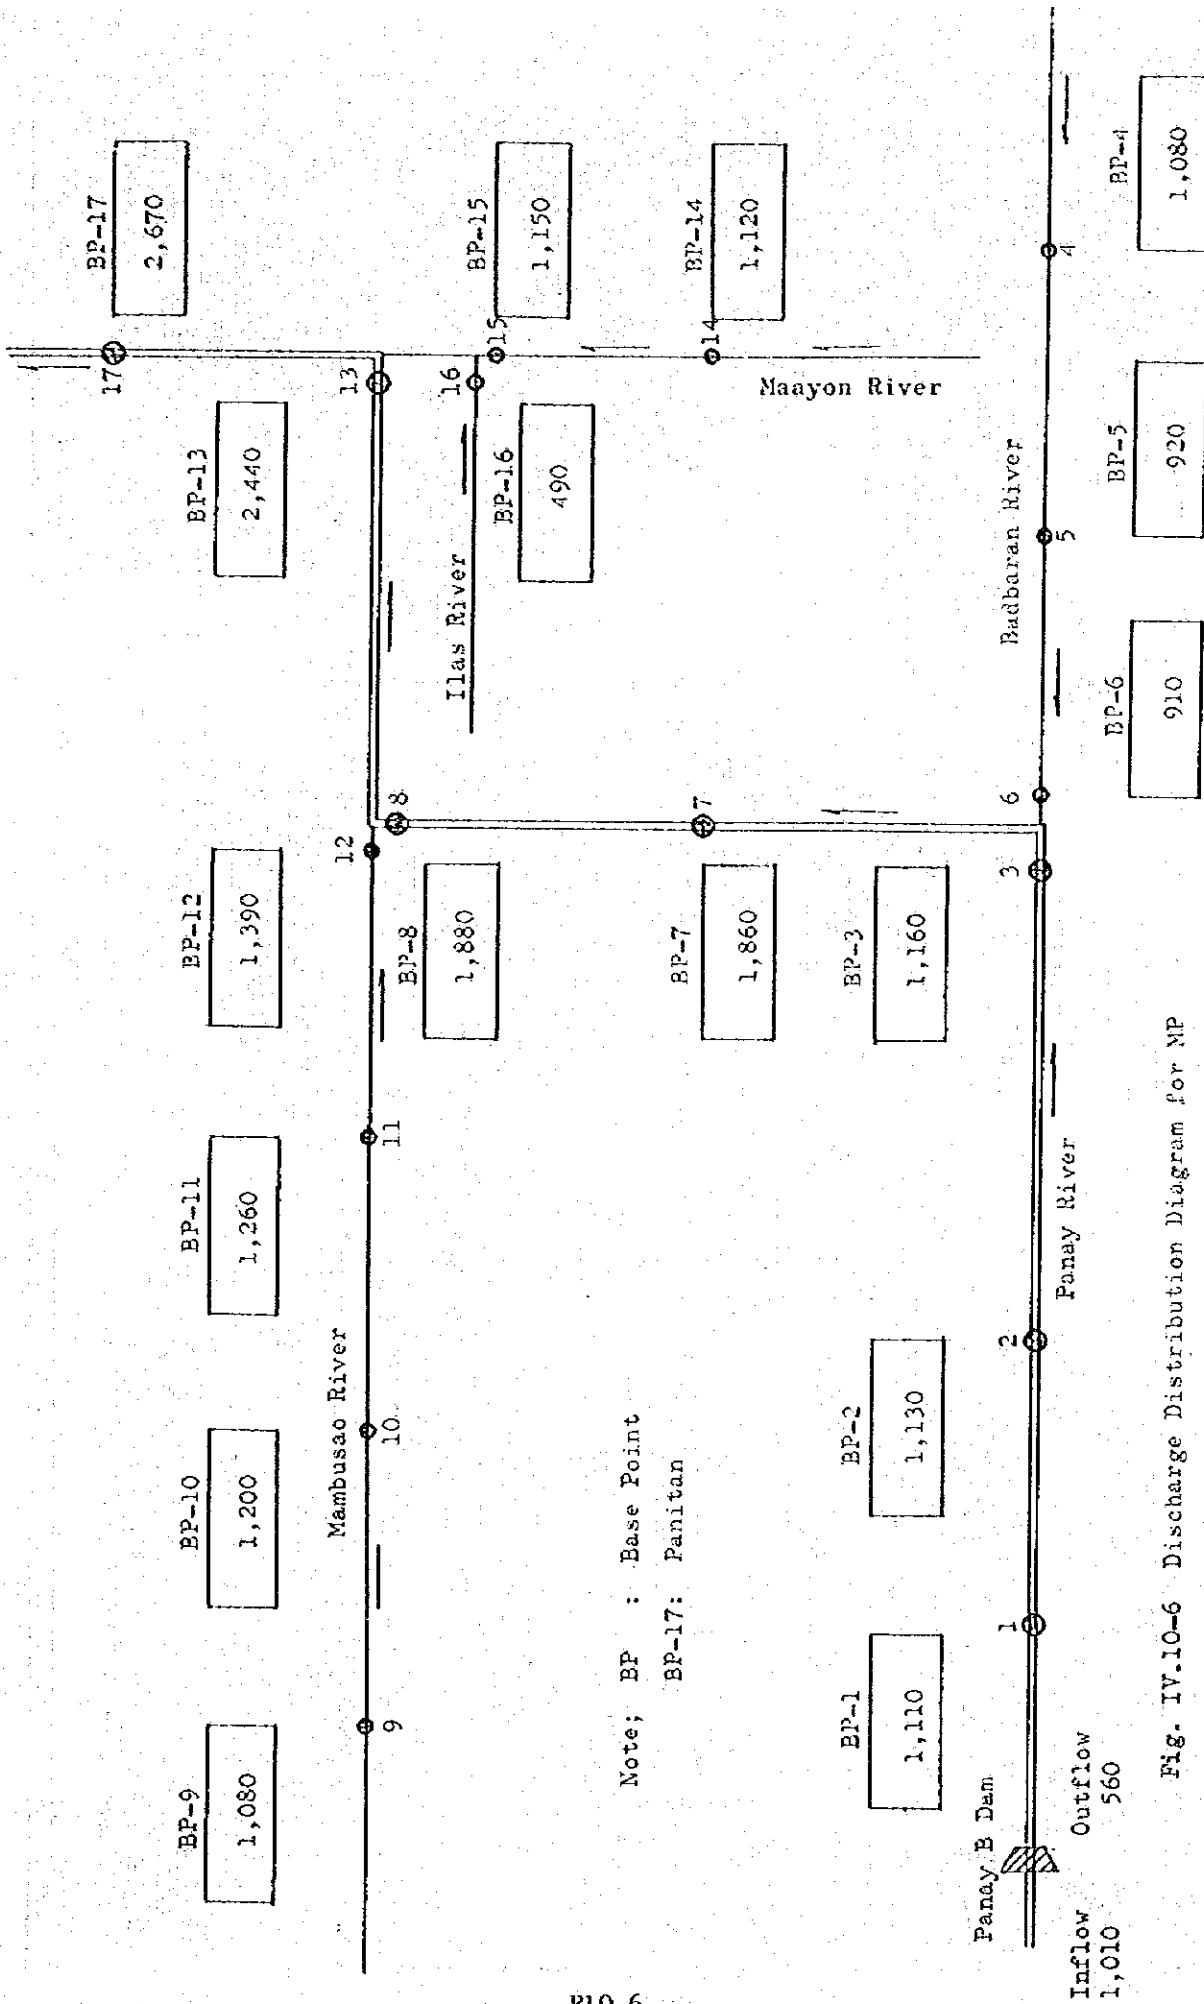 BP-9
1,080
BP-10
1,200
BP-11
1,260
BP-12
1,390
BP-13
2,440
BP-17
2,670
17
Mambusao River
9
10
11
12
8
13
BP-8
1,880
Ilas River
16
BP-16
490
15
BP-15
1,150
Note; BP : Base Point
BP-17: Panitan
BP-7
1,860
7
14
BP-14
1,120
Maayon River
BP-1
1,110
BP-2
1,130
BP-3
1,160
Panay B Dam
1
2
3
6
Badbaran River
5
4
Inflow
1,010
Outflow
560
Panay River
BP-6
910
BP-5
920
BP-4
1,080
Fig. IV.10-6 Discharge Distribution Diagram for MP